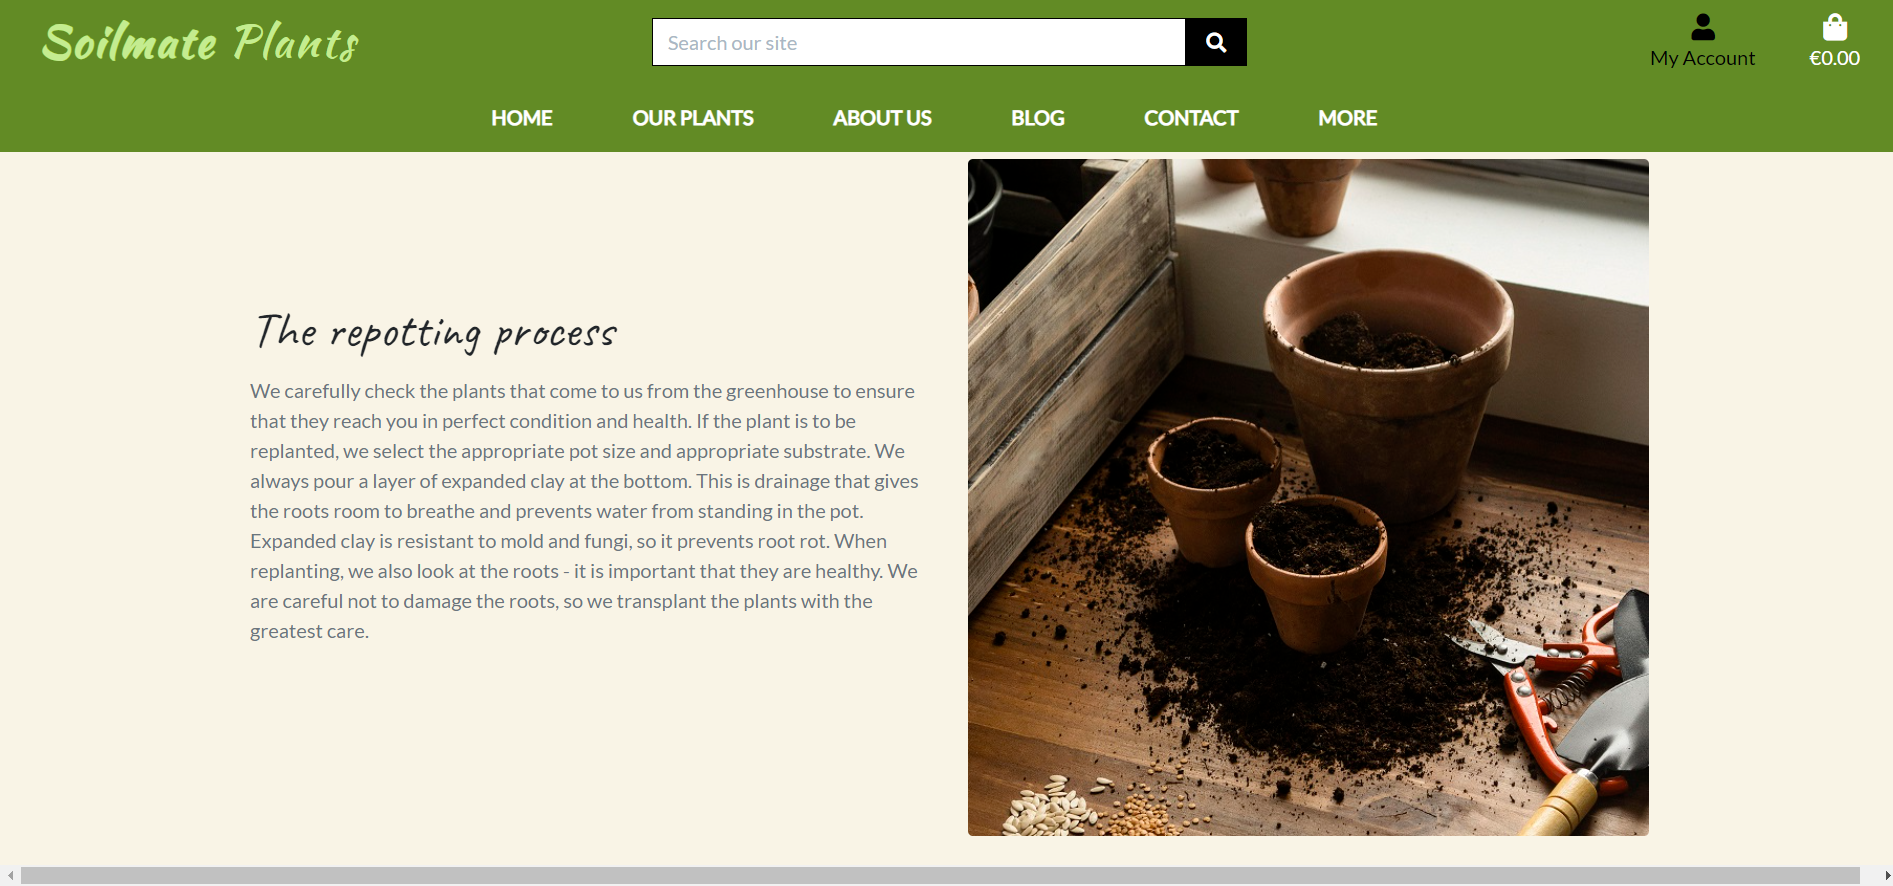 Soilmate Plants
Search our site
My Account
€0.00
HOME OUR PLANTS ABOUT US BLOG CONTACT MORE
The repotting process
We carefully check the plants that come to us from the greenhouse to ensure
that they reach you in perfect condition and health. If the plant is to be
replanted, we select the appropriate pot size and appropriate substrate. We
always pour a layer of expanded clay at the bottom. This is drainage that gives
the roots room to breathe and prevents water from standing in the pot.
Expanded clay is resistant to mold and fungi, so it prevents root rot. When
replanting, we also look at the roots - it is important that they are healthy. We
are careful not to damage the roots, so we transplant the plants with the
greatest care.